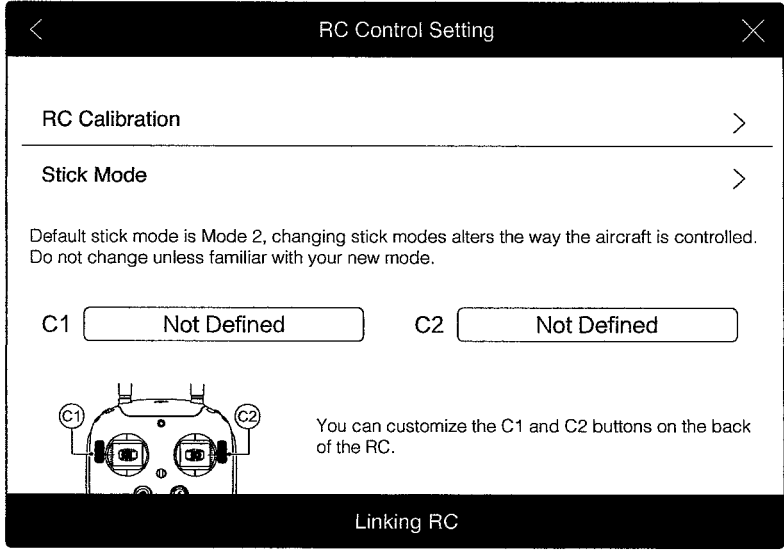 RC Control Setting
RC Calibration
Stick Mode
Default stick mode is Mode 2, changing stick modes alters the way the aircraft is controlled.
Do not change unless familiar with your new mode.
C1 Not Defined C2 Not Defined
C1 C2
You can customize the C1 and C2 buttons on the back
of the RC.
Linking RC